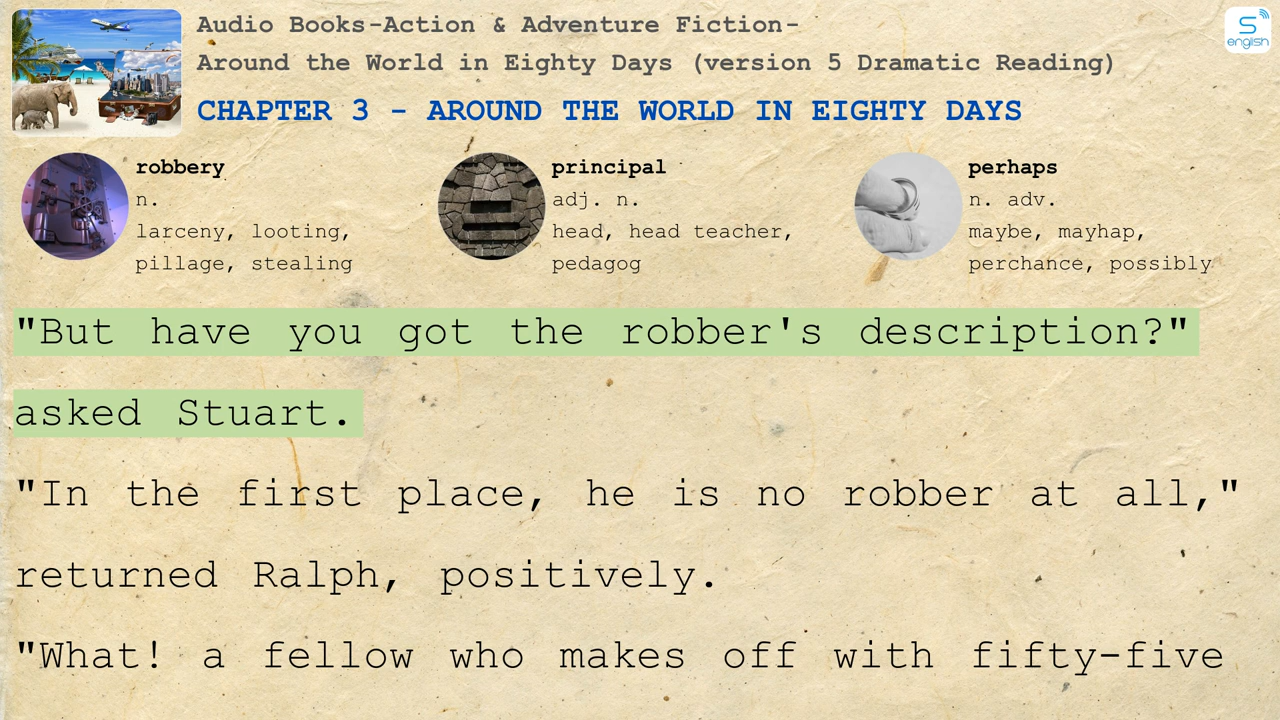 Audio Books-Action & Adventure Fiction-
Around the World in Eighty Days (version 5 Dramatic Reading)
CHAPTER 3 - AROUND THE WORLD IN EIGHTY DAYS
S
english
robbery
n.
larceny, looting,
pillage, stealing
principal
adj. n.
head, head teacher,
pedagog
perhaps
n. adv.
maybe, mayhap,
perchance, possibly
"But have you got the robber's description?"
asked Stuart.
"In the first place, he is no robber at all,"
returned Ralph, positively.
"What! a fellow who makes off with fifty-five